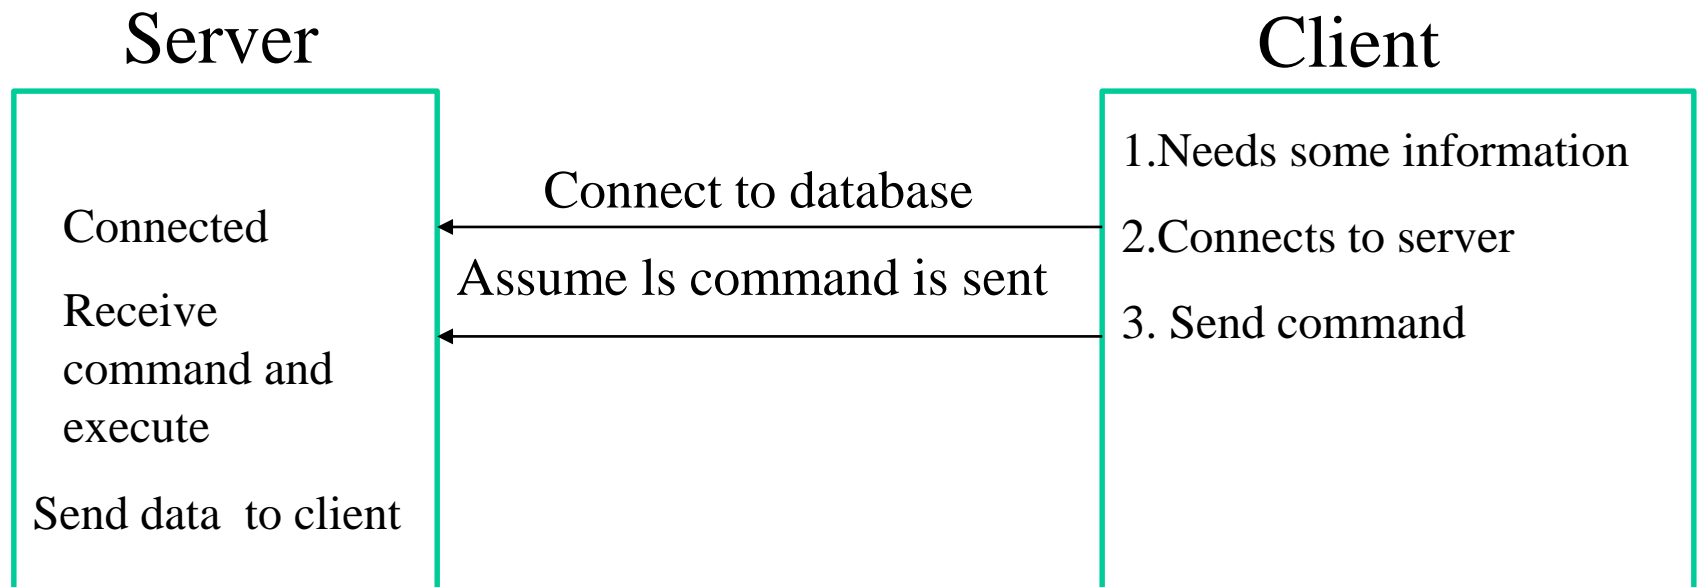 Server
Client
Connected
Receive
command and
execute
Send data  to client
Connect to database
Assume ls command is sent
1.Needs some information
2.Connects to server
3. Send command